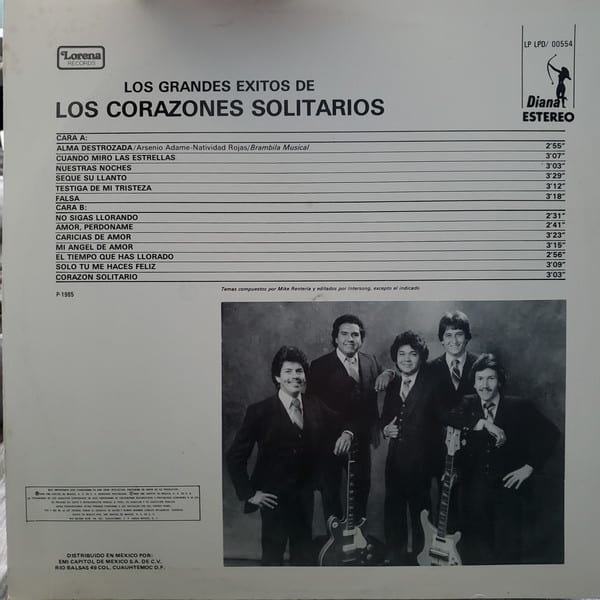 Lorena
RECORDS
LP LPD/ 00554
Diana
ESTEREO
LOS GRANDES EXITOS DE
LOS CORAZONES SOLITARIOS
CARA A:
ALMA DESTROZADA/Arsenio Adame-Natividad Rojas/Brambila Musical 2'55"
CUANDO MIRO LAS ESTRELLAS 3'07"
NUESTRAS NOCHES 3'03"
SEQUE SU LLANTO 3'29"
TESTIGA DE MI TRISTEZA 3'12"
FALSA 3'18"
CARA B:
NO SIGAS LLORANDO 2'31"
AMOR, PERDONAME 2'41"
CARICIAS DE AMOR 3'23"
MI ANGEL DE AMOR 3'15"
EL TIEMPO QUE HAS LLORADO 2'56"
SOLO TU ME HACES FELIZ 3'09"
CORAZON SOLITARIO 3'03"
Temas compuestos por Mike Renteria y editados por Intersong, excepto el indicado
P-1985
DISTRIBUIDO EN MEXICO POR:
EMI CAPITOL DE MEXICO S.A. DE C.V.
RIO BALSAS 49 COL. CUAUHTEMOC D.F.